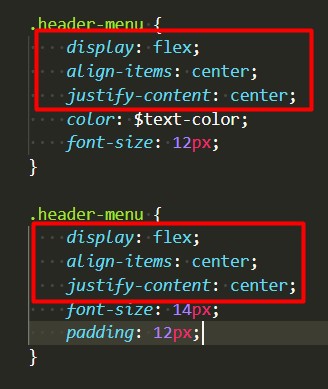 .header-menu {
display: flex;
align-items: center;
justify-content: center;
color: $text-color;
font-size: 12px;
}
.header-menu {
display: flex;
align-items: center;
justify-content: center;
font-size: 14px;
padding: 12px;
}